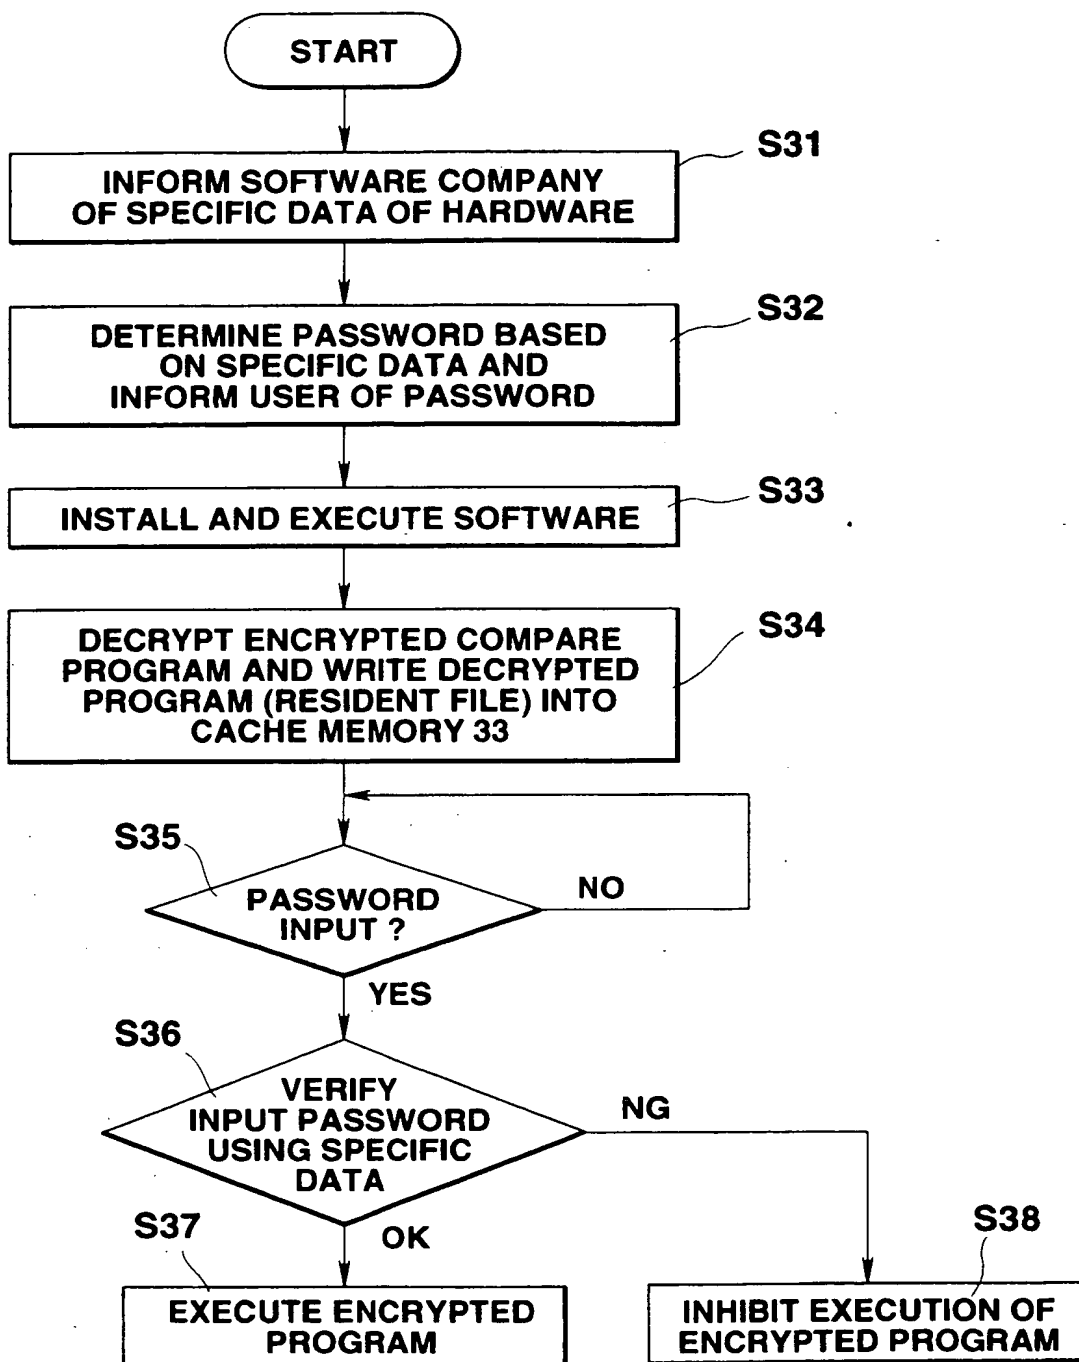 START
S31
INFORM SOFTWARE COMPANY
OF SPECIFIC DATA OF HARDWARE
S32
DETERMINE PASSWORD BASED
ON SPECIFIC DATA AND
INFORM USER OF PASSWORD
S33
INSTALL AND EXECUTE SOFTWARE
S34
DECRYPT ENCRYPTED COMPARE
PROGRAM AND WRITE DECRYPTED
PROGRAM (RESIDENT FILE) INTO
CACHE MEMORY 33
S35
PASSWORD
INPUT ?
NO
YES
S36
VERIFY
INPUT PASSWORD
USING SPECIFIC
DATA
NG
OK
S37
EXECUTE ENCRYPTED
PROGRAM
S38
INHIBIT EXECUTION OF
ENCRYPTED PROGRAM